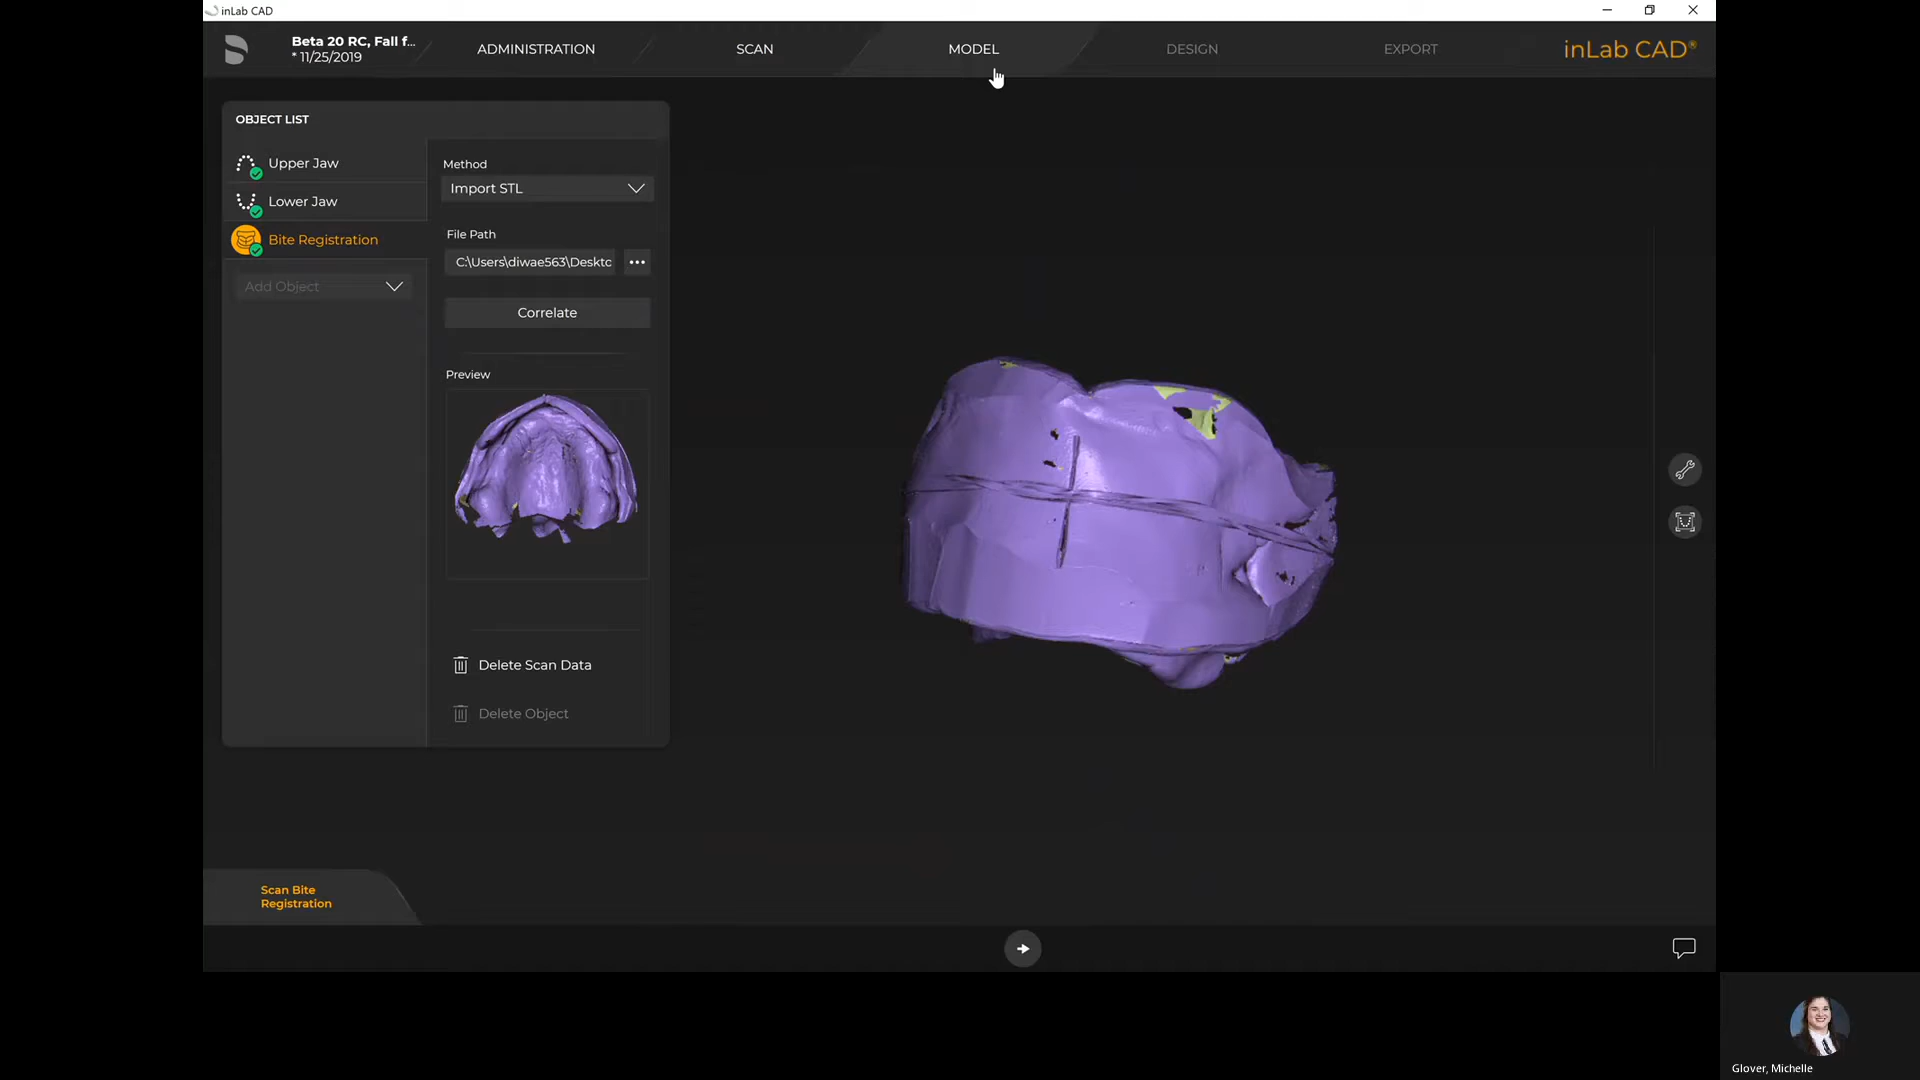 inLab CAD
Beta 20 RC, Fall f...
* 11/25/2019
ADMINISTRATION
SCAN
MODEL
DESIGN
EXPORT
inLab CAD®
OBJECT LIST
Upper Jaw
Lower Jaw
Bite Registration
Add Object
Method
Import STL
File Path
C:\Users\diwae563\Desktc
Correlate
Preview
Delete Scan Data
Delete Object
Scan Bite
Registration
Glover, Michelle